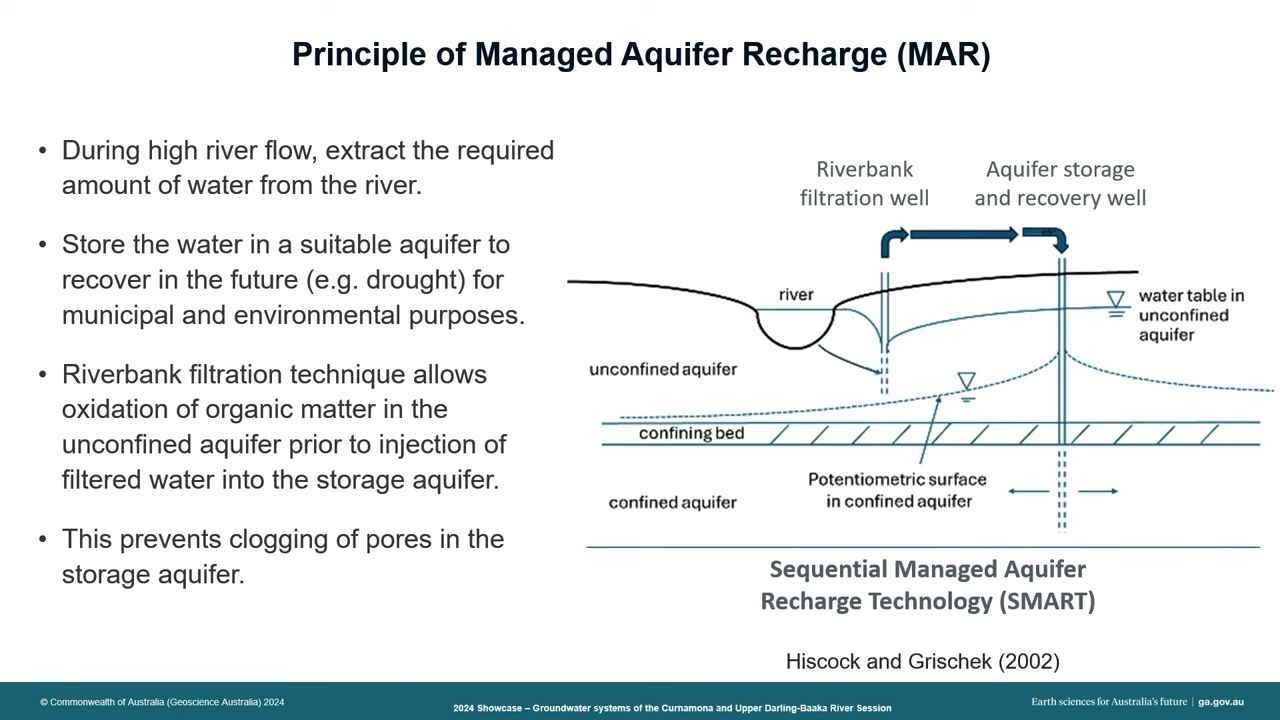 Principle of Managed Aquifer Recharge (MAR)
• During high river flow, extract the required
amount of water from the river.
• Store the water in a suitable aquifer to
recover in the future (e.g. drought) for
municipal and environmental purposes.
• Riverbank filtration technique allows
oxidation of organic matter in the
unconfined aquifer prior to injection of
filtered water into the storage aquifer.
• This prevents clogging of pores in the
storage aquifer.
Riverbank
filtration well
Aquifer storage
and recovery well
river
water table in
unconfined
aquifer
unconfined aquifer
confining bed
Potentiometric surface
in confined aquifer
confined aquifer
Sequential Managed Aquifer
Recharge Technology (SMART)
Hiscock and Grischek (2002)
© Commonwealth of Australia (Geoscience Australia) 2024
2024 Showcase – Groundwater systems of the Curnamona and Upper Darling-Baaka River Session
Earth sciences for Australia's future | ga.gov.au